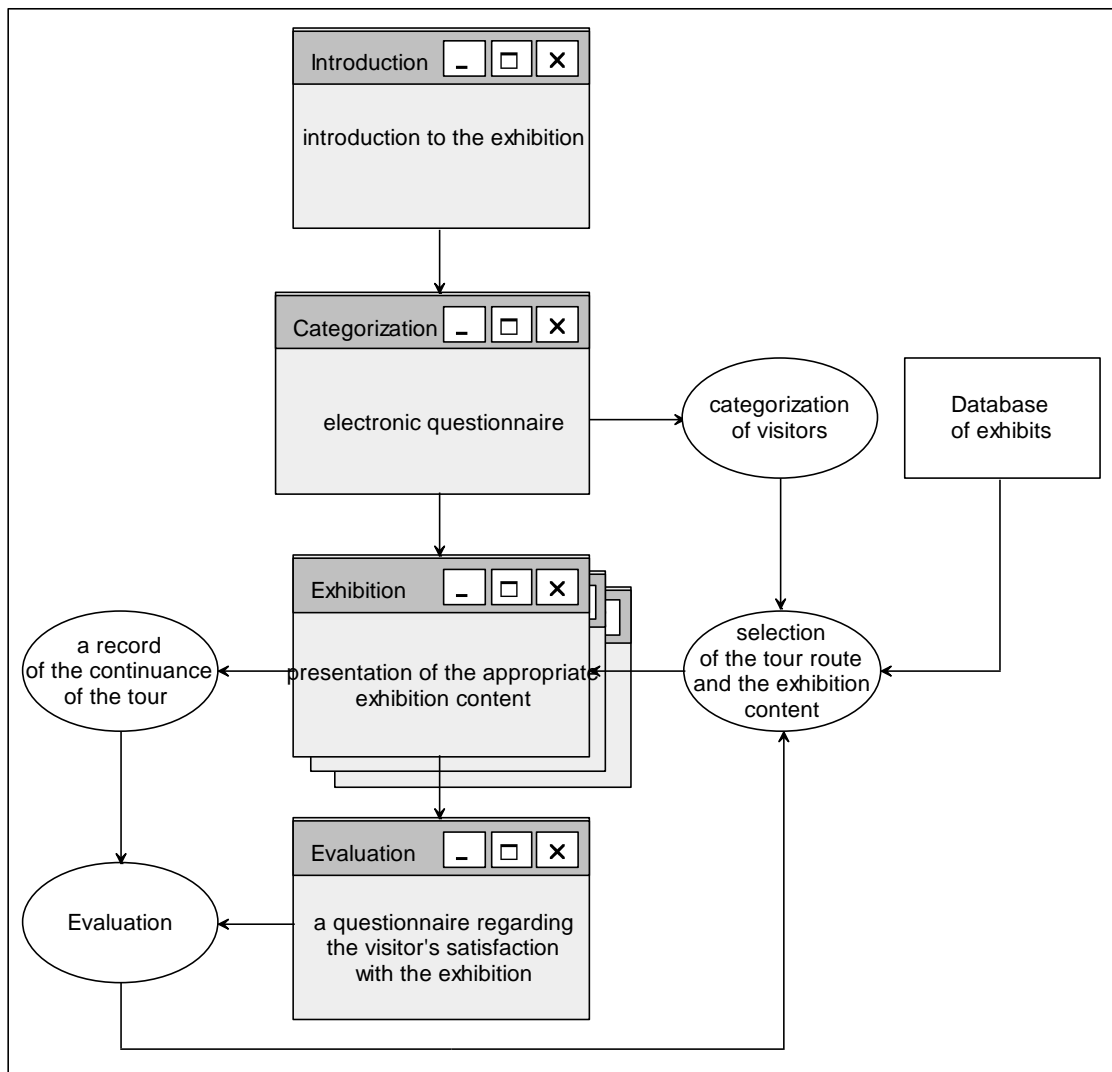 Introduction
introduction to the exhibition
Categorization
electronic questionnaire
categorization
of visitors
Database
of exhibits
Exhibition
presentation of the appropriate
exhibition content
a record
of the continuance
of the tour
selection
of the tour route
and the exhibition
content
Evaluation
a questionnaire regarding
the visitor's satisfaction
with the exhibition
Evaluation